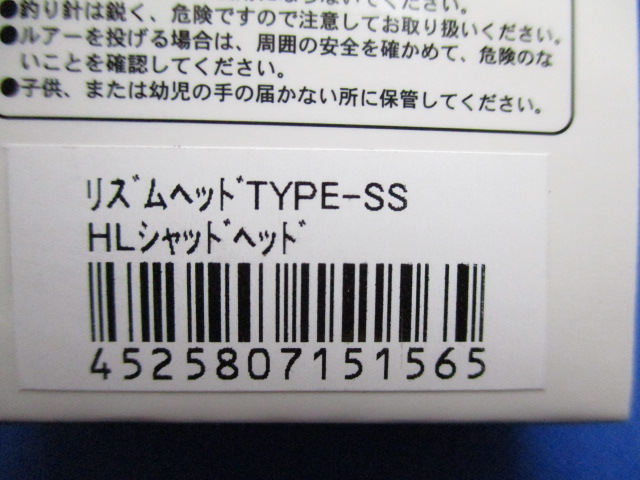 ください。
●釣り針は鋭く、危険ですので注意してお取り扱いください。
●ルアーを投げる場合は、周囲の安全を確かめて、危険のな
いことを確認してください。
●子供、または幼児の手の届かない所に保管してください。
ﾘｽﾞﾑﾍｯﾄﾞTYPE-SS
HLｼｬｯﾄﾞﾍｯﾄﾞ
4525807151565